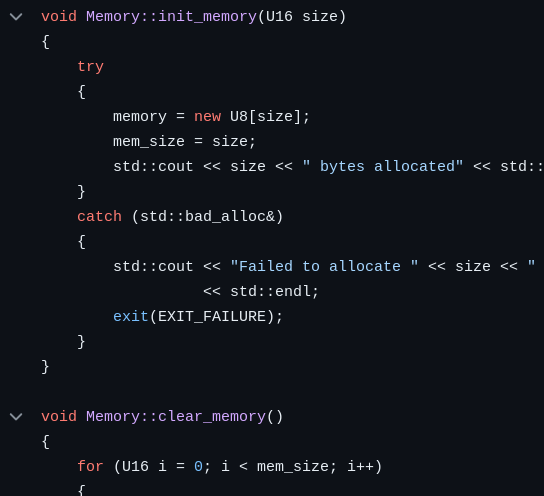 void Memory::init_memory(U16 size)
{
    try
    {
        memory = new U8[size];
        mem_size = size;
        std::cout << size << " bytes allocated" << std::
    }
    catch (std::bad_alloc&)
    {
        std::cout << "Failed to allocate " << size << "
                  << std::endl;
        exit(EXIT_FAILURE);
    }
}
void Memory::clear_memory()
{
    for (U16 i = 0; i < mem_size; i++)
    {